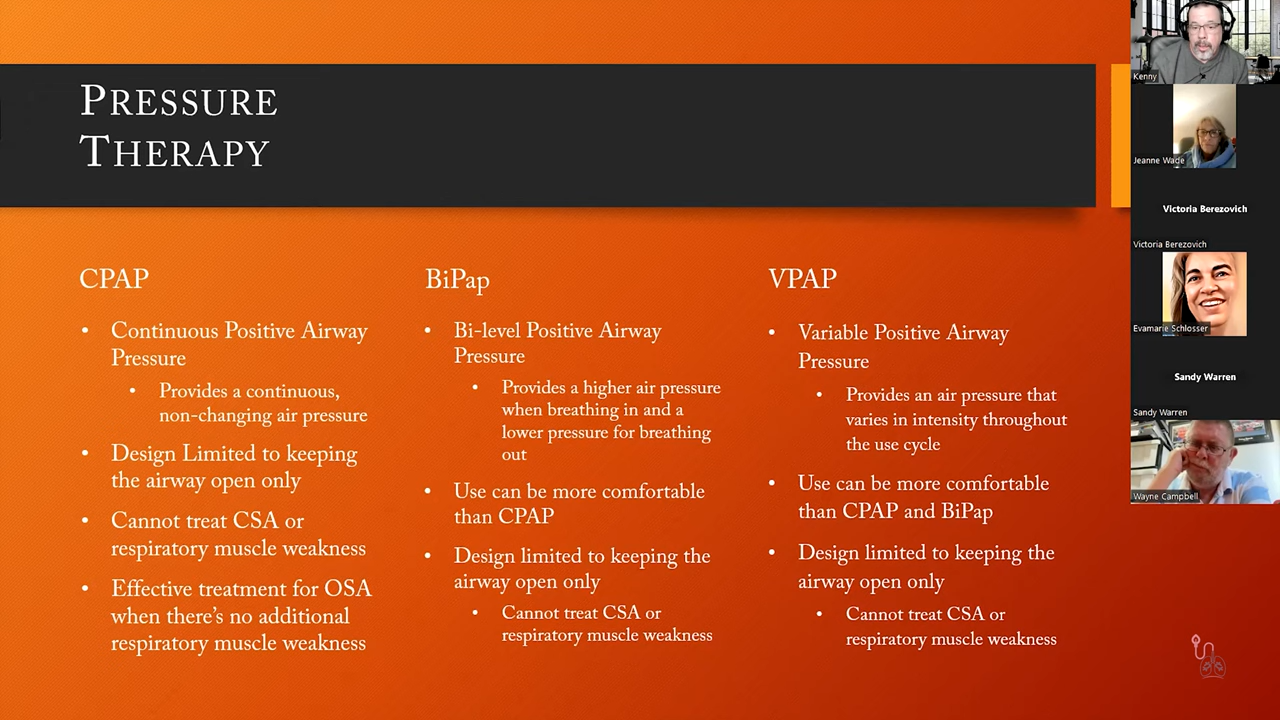 PRESSURE
THERAPY
CPAP
• Continuous Positive Airway
Pressure
• Provides a continuous,
non-changing air pressure
• Design Limited to keeping
the airway open only
• Cannot treat CSA or
respiratory muscle weakness
• Effective treatment for OSA
when there's no additional
respiratory muscle weakness
BiPap
• Bi-level Positive Airway
Pressure
• Provides a higher air pressure
when breathing in and a
lower pressure for breathing
out
• Use can be more comfortable
than CPAP
• Design limited to keeping the
airway open only
• Cannot treat CSA or
respiratory muscle weakness
VPAP
• Variable Positive Airway
Pressure
• Provides an air pressure that
varies in intensity throughout
the use cycle
• Use can be more comfortable
than CPAP and BiPap
• Design limited to keeping the
airway open only
• Cannot treat CSA or
respiratory muscle weakness
Kenny
Jeanne Wade
Victoria Berezovich
Victoria Berezovich
Evamarie Schlosser
Sandy Warren
Sandy Warren
Wayne Campbell